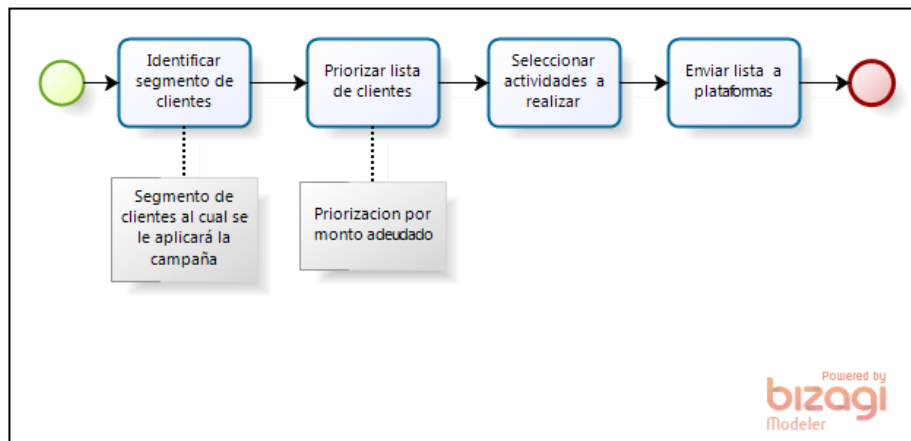 Identificar
segmento de
clientes
Priorizar lista
de clientes
Seleccionar
actividades a
realizar
Enviar lista a
plataformas
Segmento de
clientes al cual se
le aplicará la
campaña
Priorizacion por
monto adeudado
Powered by
bizagi
Modeler